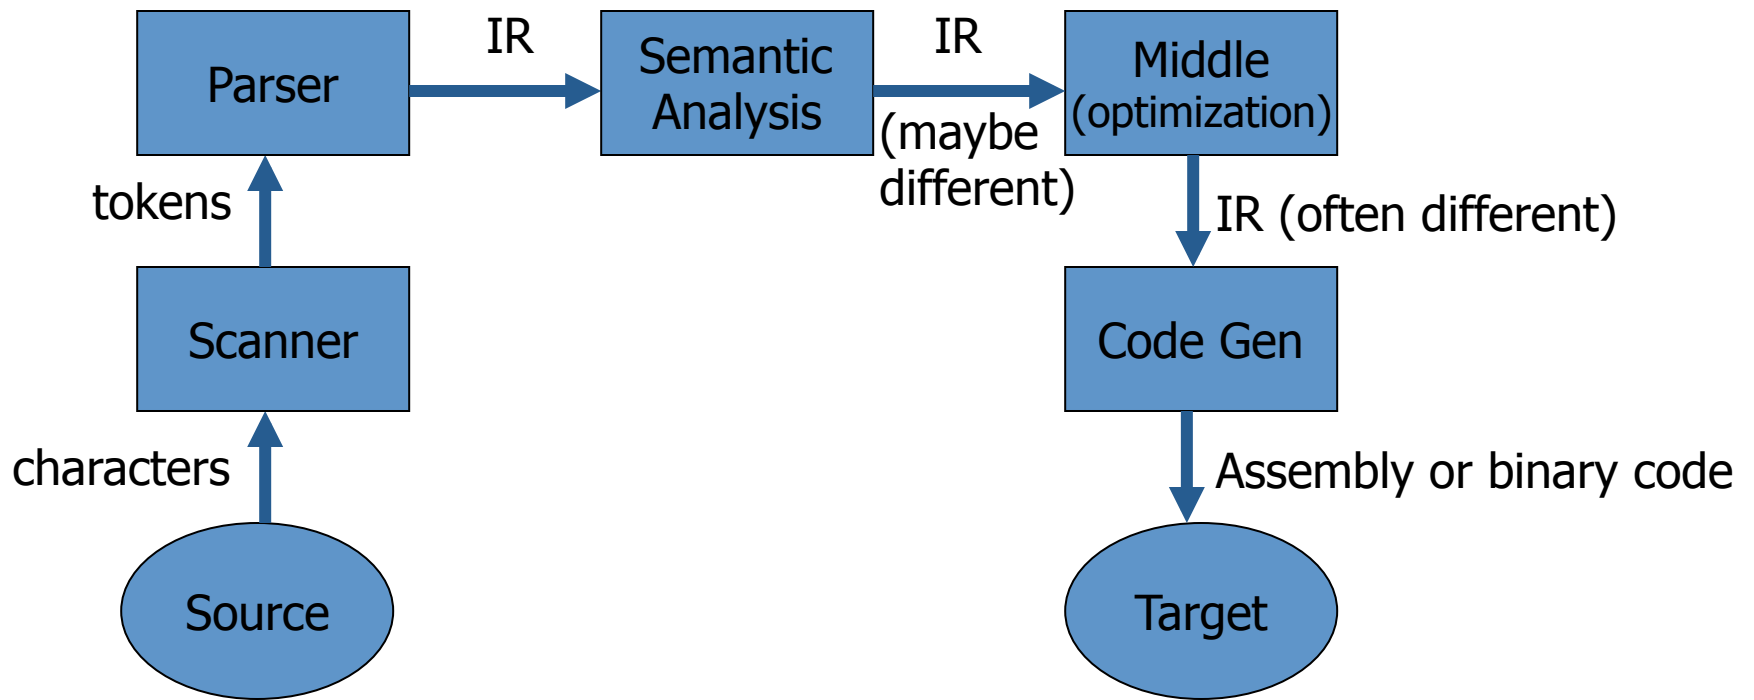 Parser
IR
Semantic
Analysis
IR
(maybe
different)
Middle
(optimization)
tokens
IR (often different)
Scanner
Code Gen
characters
Assembly or binary code
Source
Target